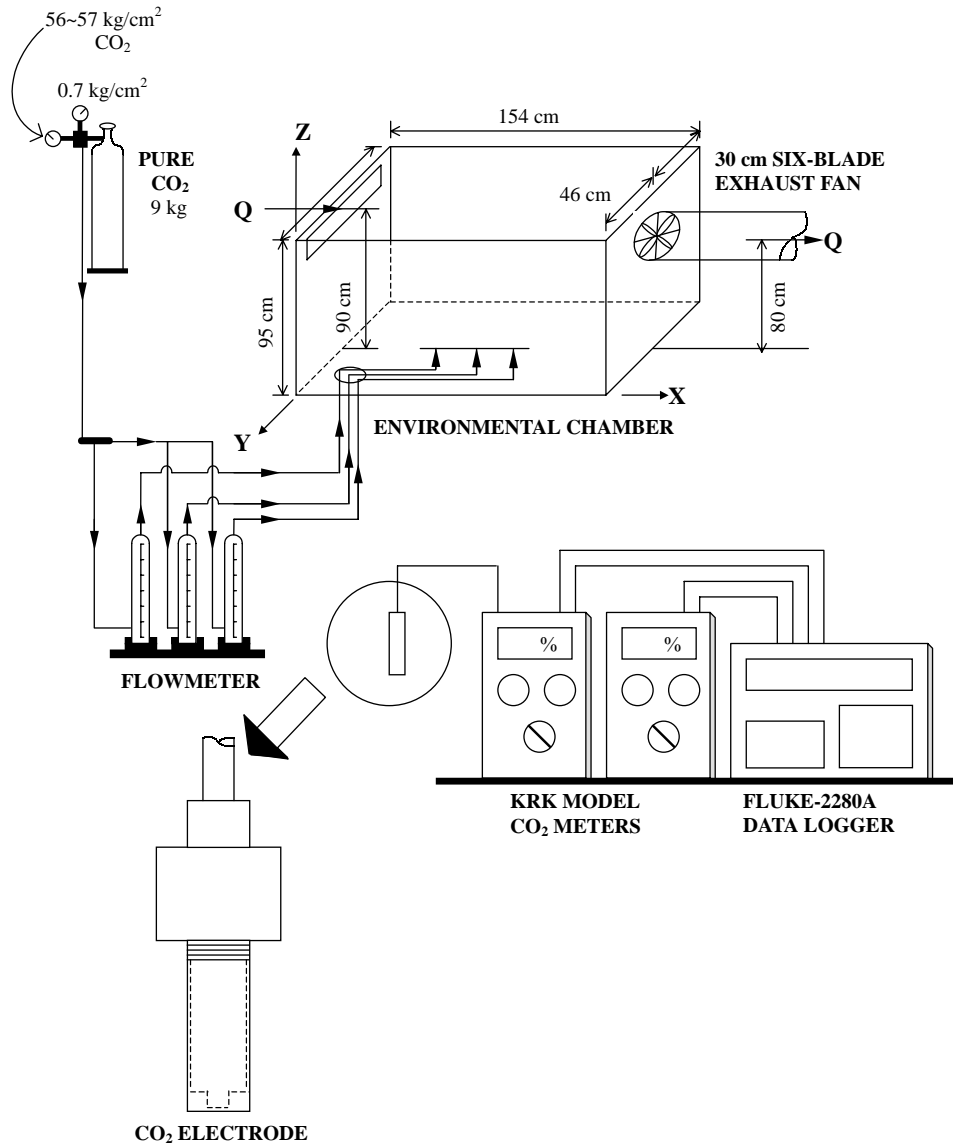 56~57 kg/cm²
CO₂
0.7 kg/cm²
PURE
CO₂
9 kg
Z
154 cm
30 cm SIX-BLADE
EXHAUST FAN
46 cm
Q
Q
95 cm
90 cm
80 cm
X
Y
ENVIRONMENTAL CHAMBER
FLOWMETER
%
%
KRK MODEL
CO₂ METERS
FLUKE-2280A
DATA LOGGER
CO₂ ELECTRODE